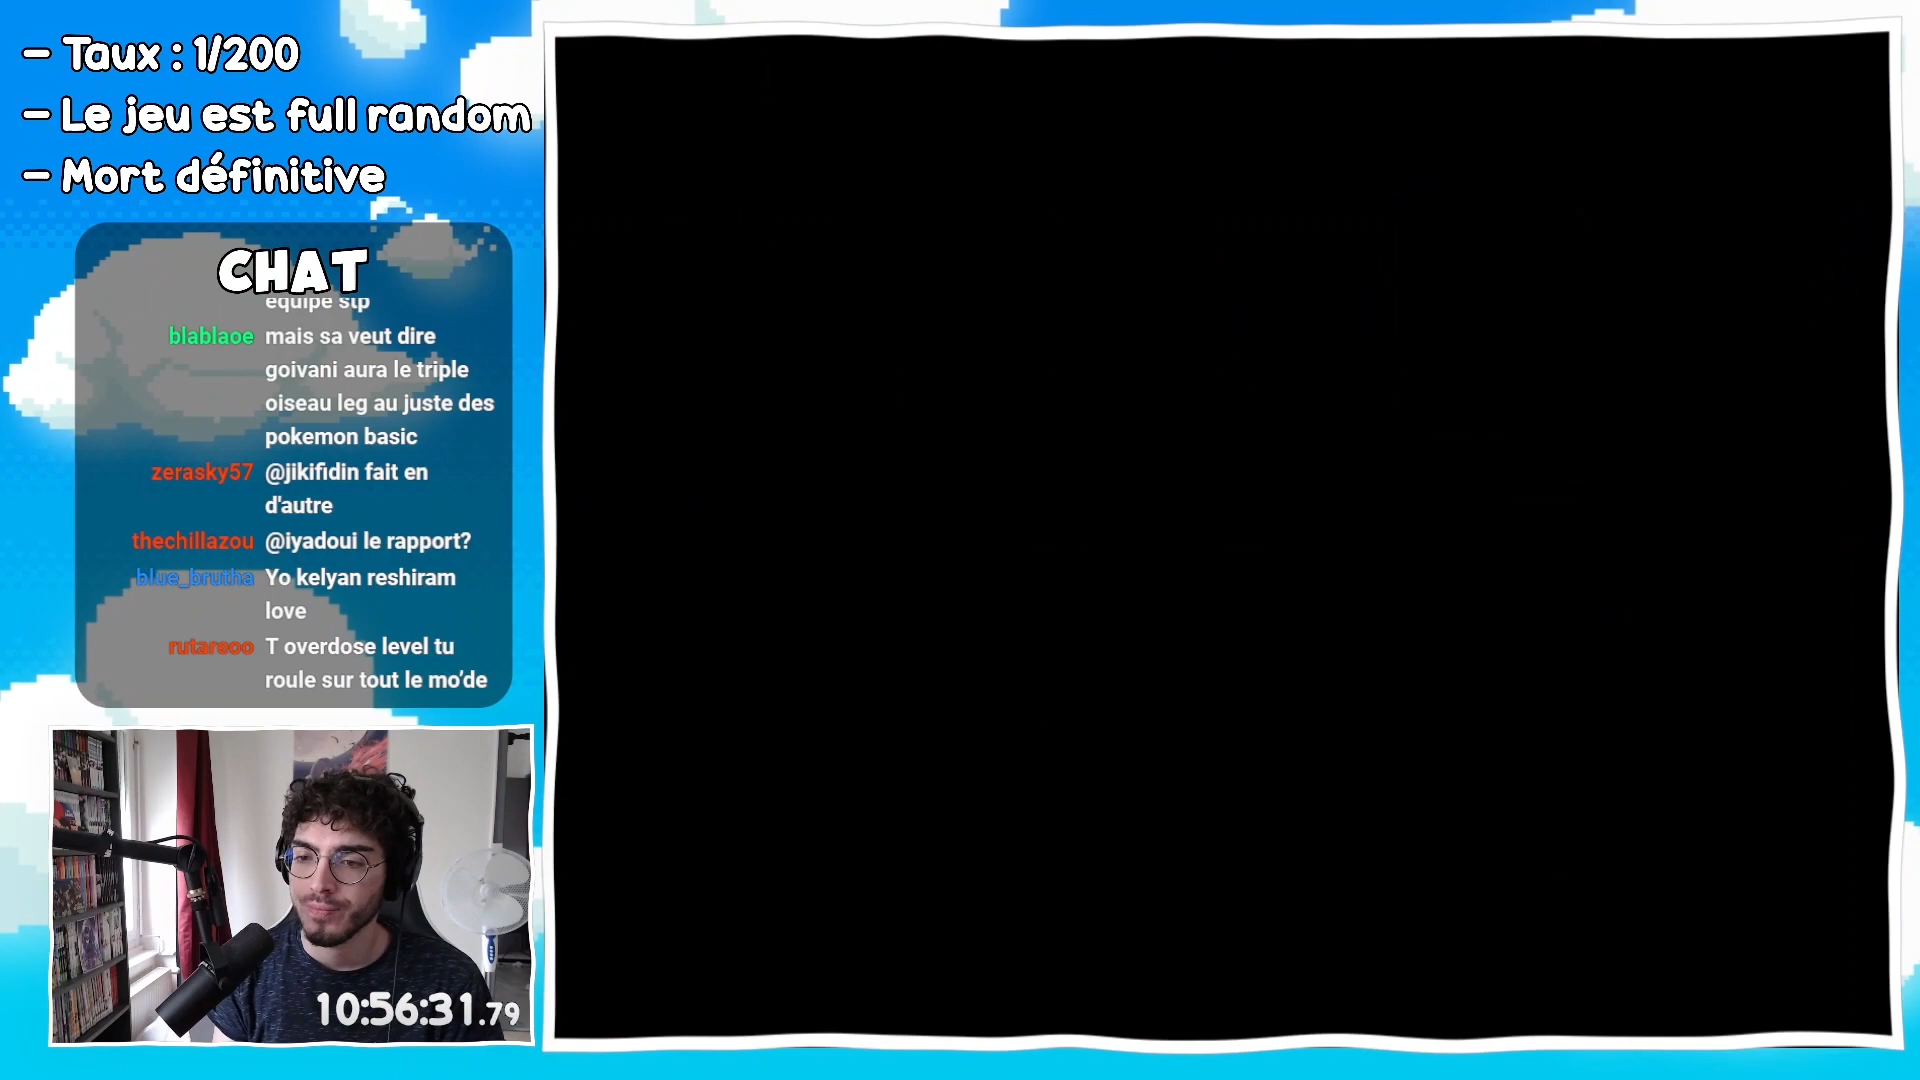 - Taux : 1/200
- Le jeu est full random
- Mort définitive
CHAT
equipe stp
blablaoe mais sa veut dire
goivani aura le triple
oiseau leg au juste des
pokemon basic
zerasky57 @jikifidin fait en
d'autre
thechillazou @iyadoui le rapport?
blue_brutha Yo kelyan reshiram
love
rutareoo T overdose level tu
roule sur tout le mo’de
10:56:31.79